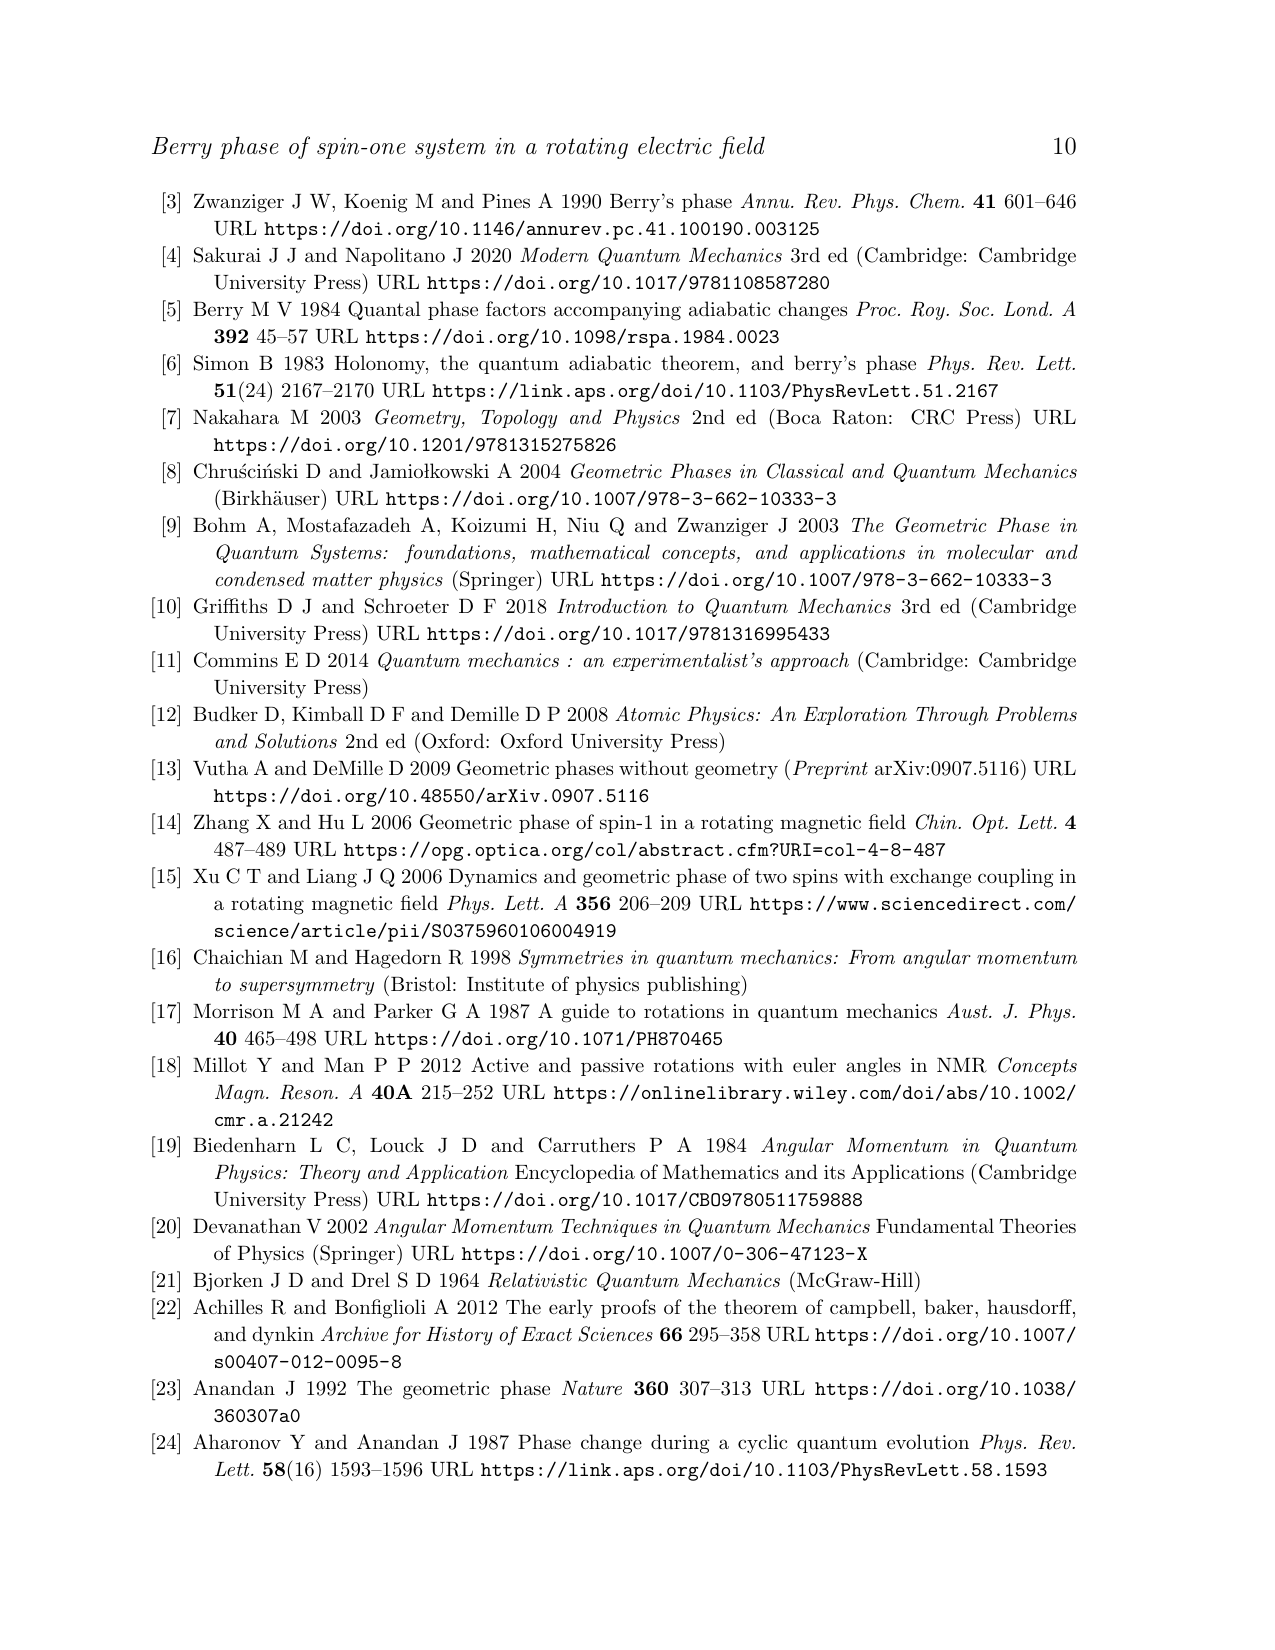 Berry phase of spin-one system in a rotating electric field 10
[3] Zwanziger J W, Koenig M and Pines A 1990 Berry's phase Annu. Rev. Phys. Chem. 41 601–646
URL https://doi.org/10.1146/annurev.pc.41.100190.003125
[4] Sakurai J J and Napolitano J 2020 Modern Quantum Mechanics 3rd ed (Cambridge: Cambridge
University Press) URL https://doi.org/10.1017/9781108587280
[5] Berry M V 1984 Quantal phase factors accompanying adiabatic changes Proc. Roy. Soc. Lond. A
392 45–57 URL https://doi.org/10.1098/rspa.1984.0023
[6] Simon B 1983 Holonomy, the quantum adiabatic theorem, and berry's phase Phys. Rev. Lett.
51(24) 2167–2170 URL https://link.aps.org/doi/10.1103/PhysRevLett.51.2167
[7] Nakahara M 2003 Geometry, Topology and Physics 2nd ed (Boca Raton: CRC Press) URL
https://doi.org/10.1201/9781315275826
[8] Chruściński D and Jamiołkowski A 2004 Geometric Phases in Classical and Quantum Mechanics
(Birkhäuser) URL https://doi.org/10.1007/978-3-662-10333-3
[9] Bohm A, Mostafazadeh A, Koizumi H, Niu Q and Zwanziger J 2003 The Geometric Phase in
Quantum Systems: foundations, mathematical concepts, and applications in molecular and
condensed matter physics (Springer) URL https://doi.org/10.1007/978-3-662-10333-3
[10] Griffiths D J and Schroeter D F 2018 Introduction to Quantum Mechanics 3rd ed (Cambridge
University Press) URL https://doi.org/10.1017/9781316995433
[11] Commins E D 2014 Quantum mechanics : an experimentalist's approach (Cambridge: Cambridge
University Press)
[12] Budker D, Kimball D F and Demille D P 2008 Atomic Physics: An Exploration Through Problems
and Solutions 2nd ed (Oxford: Oxford University Press)
[13] Vutha A and DeMille D 2009 Geometric phases without geometry (Preprint arXiv:0907.5116) URL
https://doi.org/10.48550/arXiv.0907.5116
[14] Zhang X and Hu L 2006 Geometric phase of spin-1 in a rotating magnetic field Chin. Opt. Lett. 4
487–489 URL https://opg.optica.org/col/abstract.cfm?URI=col-4-8-487
[15] Xu C T and Liang J Q 2006 Dynamics and geometric phase of two spins with exchange coupling in
a rotating magnetic field Phys. Lett. A 356 206–209 URL https://www.sciencedirect.com/
science/article/pii/S0375960106004919
[16] Chaichian M and Hagedorn R 1998 Symmetries in quantum mechanics: From angular momentum
to supersymmetry (Bristol: Institute of physics publishing)
[17] Morrison M A and Parker G A 1987 A guide to rotations in quantum mechanics Aust. J. Phys.
40 465–498 URL https://doi.org/10.1071/PH870465
[18] Millot Y and Man P P 2012 Active and passive rotations with euler angles in NMR Concepts
Magn. Reson. A 40A 215–252 URL https://onlinelibrary.wiley.com/doi/abs/10.1002/
cmr.a.21242
[19] Biedenharn L C, Louck J D and Carruthers P A 1984 Angular Momentum in Quantum
Physics: Theory and Application Encyclopedia of Mathematics and its Applications (Cambridge
University Press) URL https://doi.org/10.1017/CBO9780511759888
[20] Devanathan V 2002 Angular Momentum Techniques in Quantum Mechanics Fundamental Theories
of Physics (Springer) URL https://doi.org/10.1007/0-306-47123-X
[21] Bjorken J D and Drel S D 1964 Relativistic Quantum Mechanics (McGraw-Hill)
[22] Achilles R and Bonfiglioli A 2012 The early proofs of the theorem of campbell, baker, hausdorff,
and dynkin Archive for History of Exact Sciences 66 295–358 URL https://doi.org/10.1007/
s00407-012-0095-8
[23] Anandan J 1992 The geometric phase Nature 360 307–313 URL https://doi.org/10.1038/
360307a0
[24] Aharonov Y and Anandan J 1987 Phase change during a cyclic quantum evolution Phys. Rev.
Lett. 58(16) 1593–1596 URL https://link.aps.org/doi/10.1103/PhysRevLett.58.1593